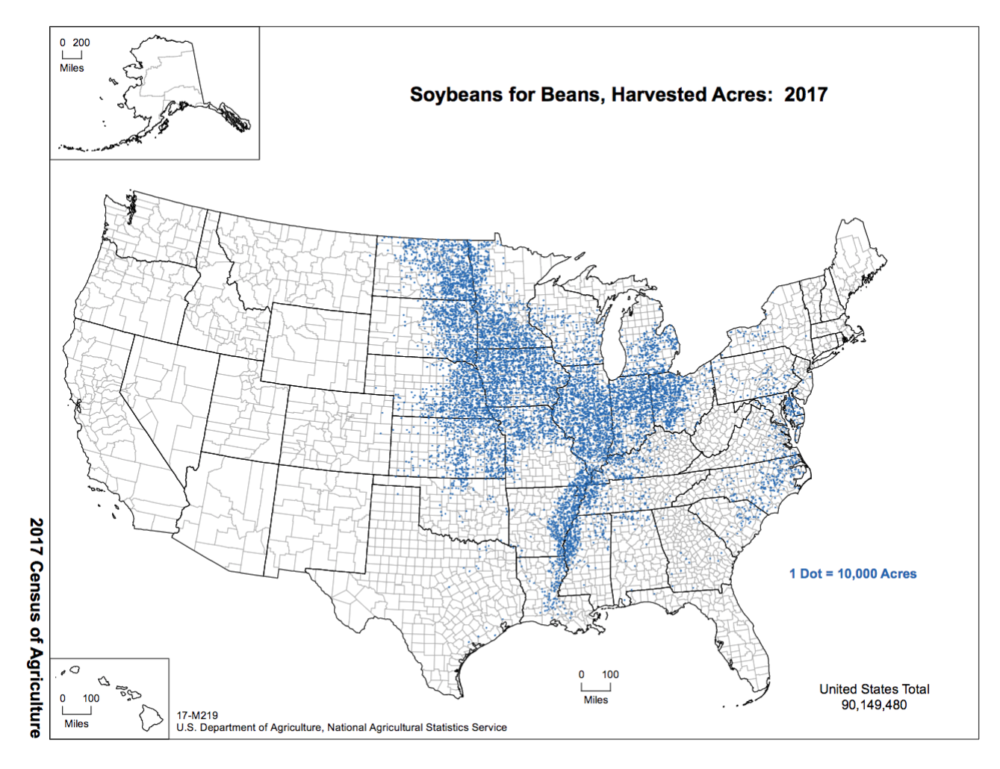 0 200
Miles
Soybeans for Beans, Harvested Acres: 2017
1 Dot = 10,000 Acres
2017 Census of Agriculture
0 100
Miles
0 100
Miles
United States Total
90,149,480
17-M219
U.S. Department of Agriculture, National Agricultural Statistics Service